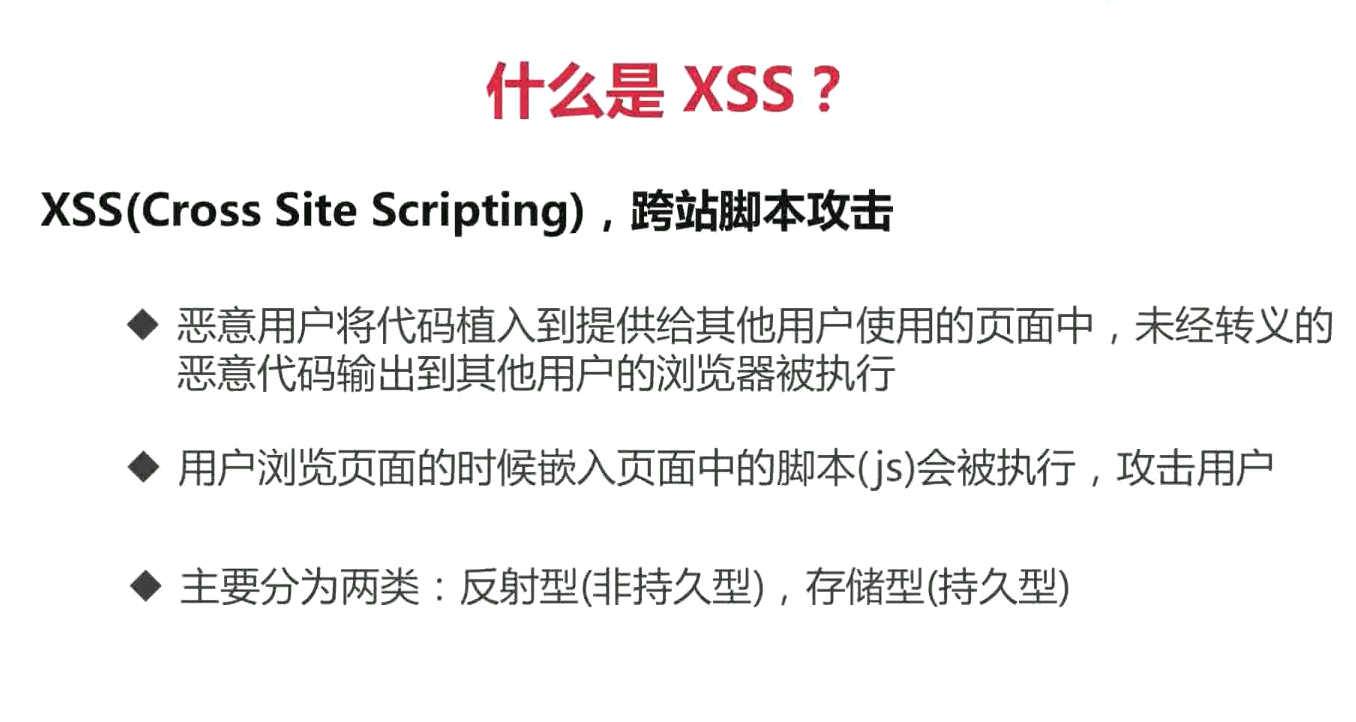 什么是 XSS？
XSS(Cross Site Scripting)，跨站脚本攻击
◆ 恶意用户将代码植入到提供给其他用户使用的页面中，未经转义的
恶意代码输出到其他用户的浏览器被执行
◆ 用户浏览页面的时候嵌入页面中的脚本(js)会被执行，攻击用户
◆ 主要分为两类：反射型(非持久型)，存储型(持久型)